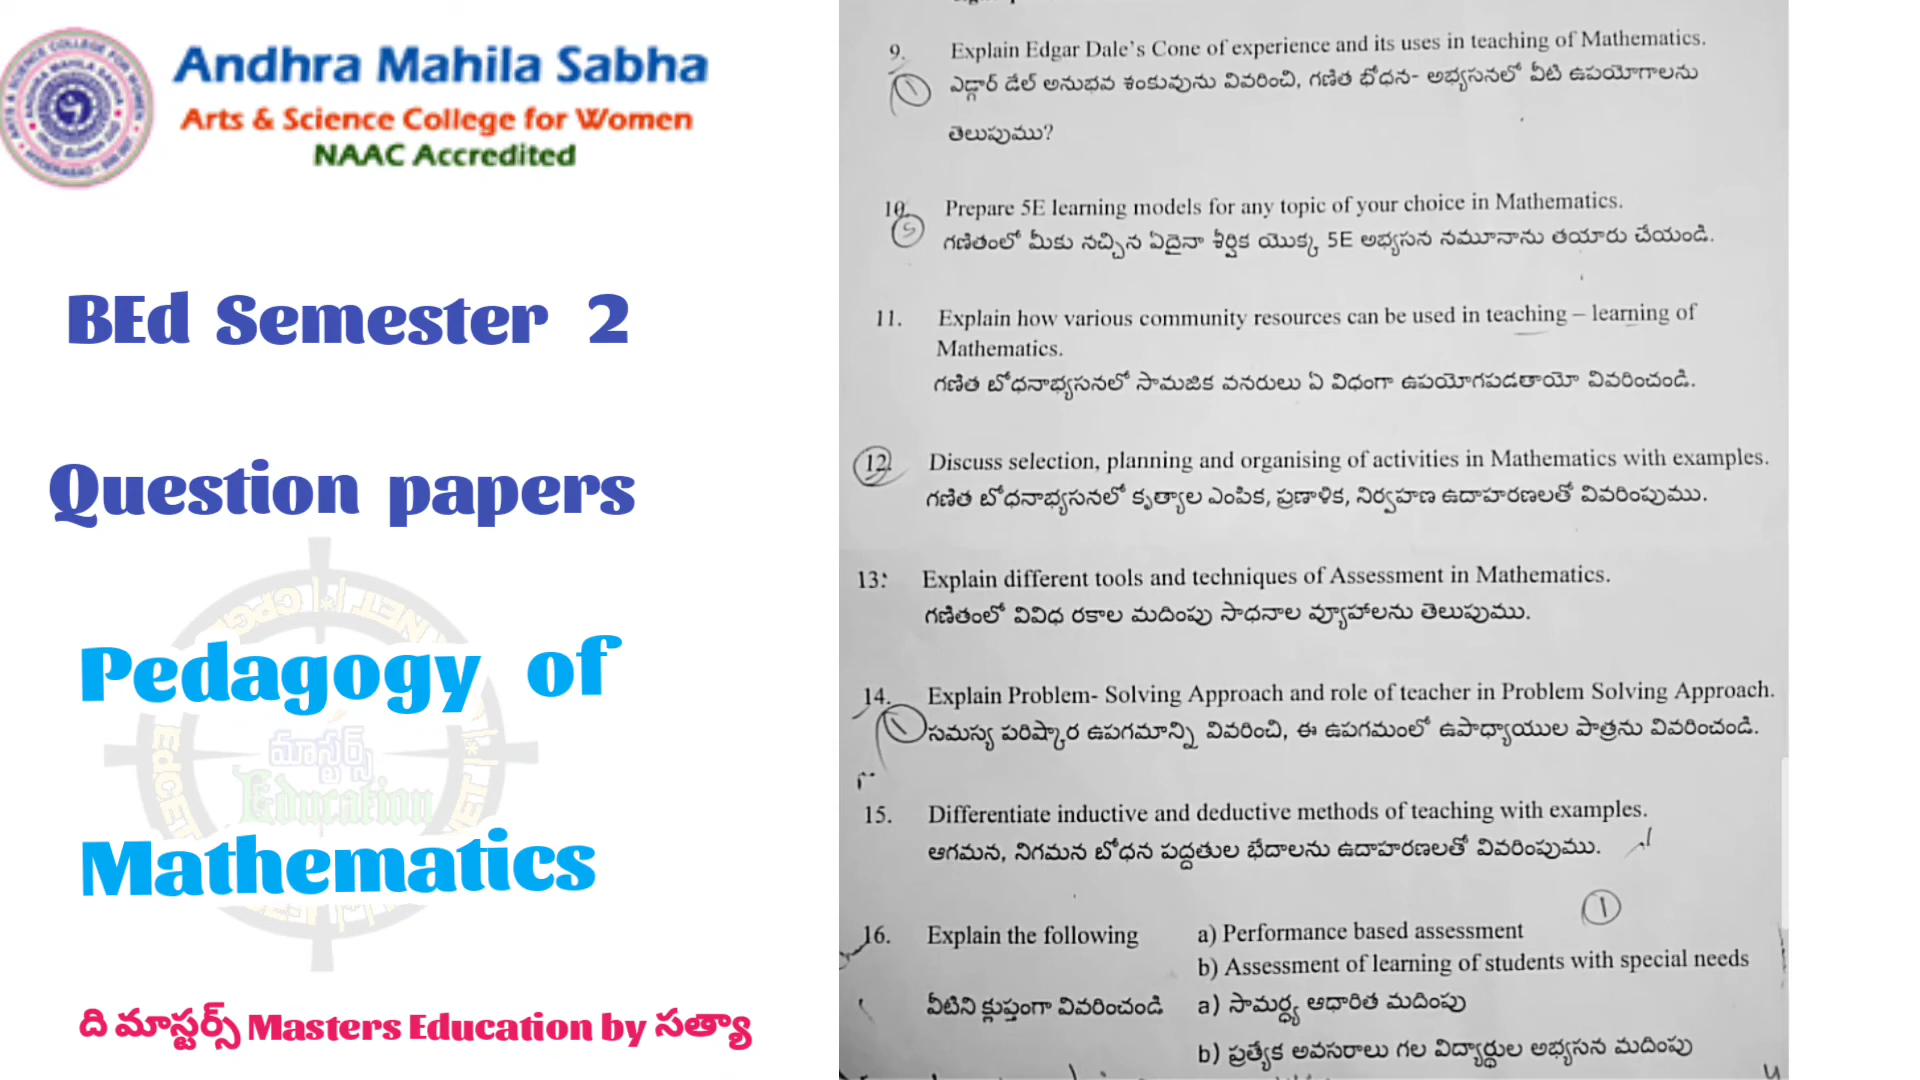 Andhra Mahila Sabha
Arts & Science College for Women
NAAC Accredited
BEd Semester 2
Question papers
Pedagogy of
Mathematics
మాస్టర్స్
Education
EdCET
ది మాస్టర్స్ Masters Education by సత్యా
9. Explain Edgar Dale's Cone of experience and its uses in teaching of Mathematics.
ఎడ్గార్ డేల్ అనుభవ శంకువును వివరించి, గణిత భోధన- అభ్యసనలో వీటి ఉపయోగాలను
తెలుపుము?
10. Prepare 5E learning models for any topic of your choice in Mathematics.
గణితంలో మీకు నచ్చిన ఏదైనా శీర్షిక యొక్క 5E అభ్యసన నమూనాను తయారు చేయండి.
11. Explain how various community resources can be used in teaching – learning of
Mathematics.
గణిత బోధనాభ్యసనలో సామజిక వనరులు ఏ విధంగా ఉపయోగపడతాయో వివరించండి.
12. Discuss selection, planning and organising of activities in Mathematics with examples.
గణిత బోధనాభ్యసనలో కృత్యాల ఎంపిక, ప్రణాళిక, నిర్వహణ ఉదాహరణలతో వివరింపుము.
13. Explain different tools and techniques of Assessment in Mathematics.
గణితంలో వివిధ రకాల మదింపు సాధనాల వ్యూహాలను తెలుపుము.
14. Explain Problem- Solving Approach and role of teacher in Problem Solving Approach.
సమస్య పరిష్కార ఉపగమాన్ని వివరించి, ఈ ఉపగమంలో ఉపాధ్యాయుల పాత్రను వివరించండి.
15. Differentiate inductive and deductive methods of teaching with examples.
ఆగమన, నిగమన బోధన పద్దతుల భేదాలను ఉదాహరణలతో వివరింపుము.
16. Explain the following a) Performance based assessment
b) Assessment of learning of students with special needs
వీటిని క్లుప్తంగా వివరించండి a) సామర్ధ్య ఆధారిత మదింపు
b) ప్రత్యేక అవసరాలు గల విద్యార్థుల అభ్యసన మదింపు